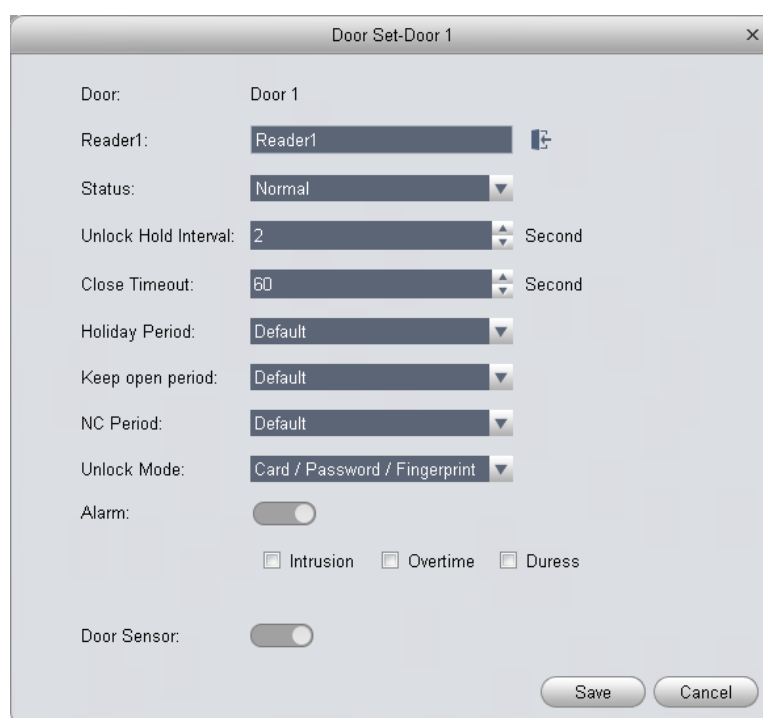 Door Set-Door 1
Door: Door 1
Reader1: Reader1
Status: Normal
Unlock Hold Interval: 2 Second
Close Timeout: 60 Second
Holiday Period: Default
Keep open period: Default
NC Period: Default
Unlock Mode: Card / Password / Fingerprint
Alarm:
Intrusion Overtime Duress
Door Sensor:
Save Cancel